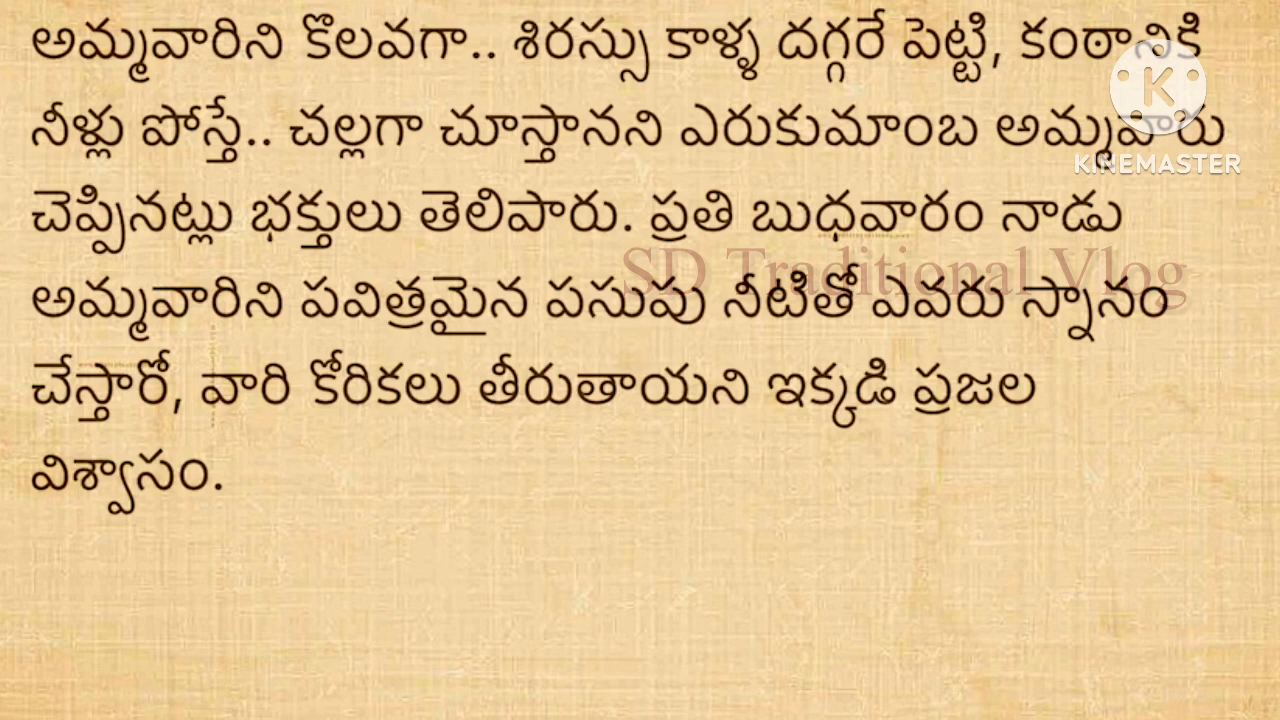 అమ్మవారిని కొలవగా.. శిరస్సు కాళ్ళ దగ్గరే పెట్టి, కంఠానికి
నీళ్లు పోస్తే.. చల్లగా చూస్తానని ఎరుకుమాంబ అమ్మవారు
KINEMASTER
చెప్పినట్లు భక్తులు తెలిపారు. ప్రతి బుధవారం నాడు
SD Traditional Vlog
అమ్మవారిని పవిత్రమైన పసుపు నీటితో ఏవరు స్నానం
చేస్తారో, వారి కోరికలు తీరుతాయని ఇక్కడి ప్రజల
విశ్వాసం.